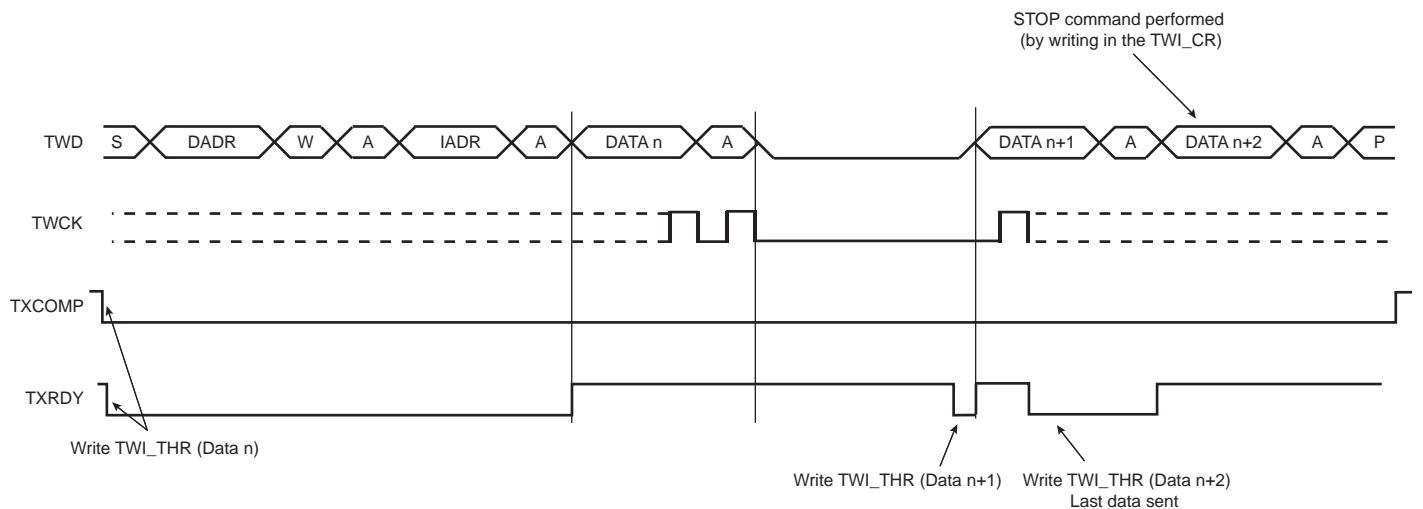 STOP command performed
(by writing in the TWI_CR)
TWD S DADR W A IADR A DATA n A DATA n+1 A DATA n+2 A P
TWCK
TXCOMP
TXRDY
Write TWI_THR (Data n)
Write TWI_THR (Data n+1)
Write TWI_THR (Data n+2)
Last data sent